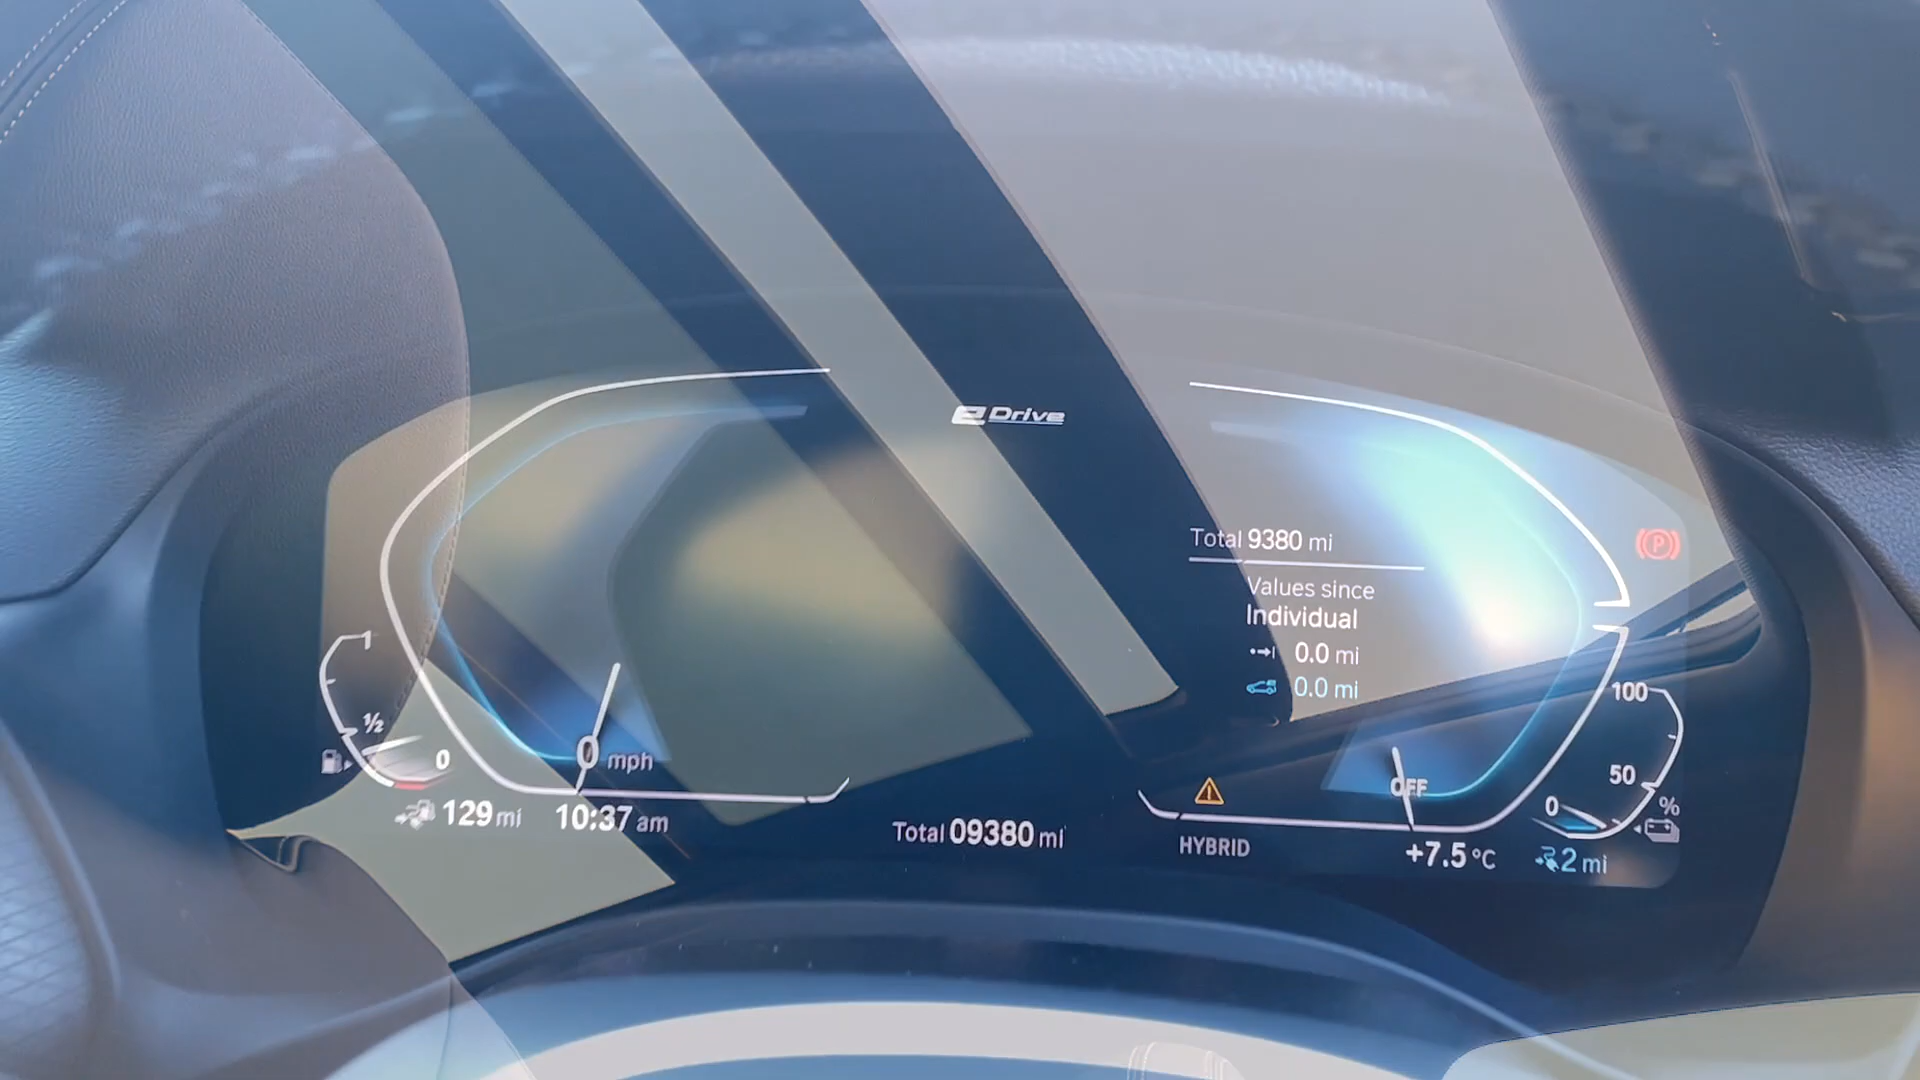 eDrive
Total 9380 mi
Values since
Individual
0.0 mi
0.0 mi
P
1
1/2
0
0 mph
129 mi
10:37 am
Total 09380 mi
HYBRID
OFF
+7.5 °C
100
50
0
%
2 mi